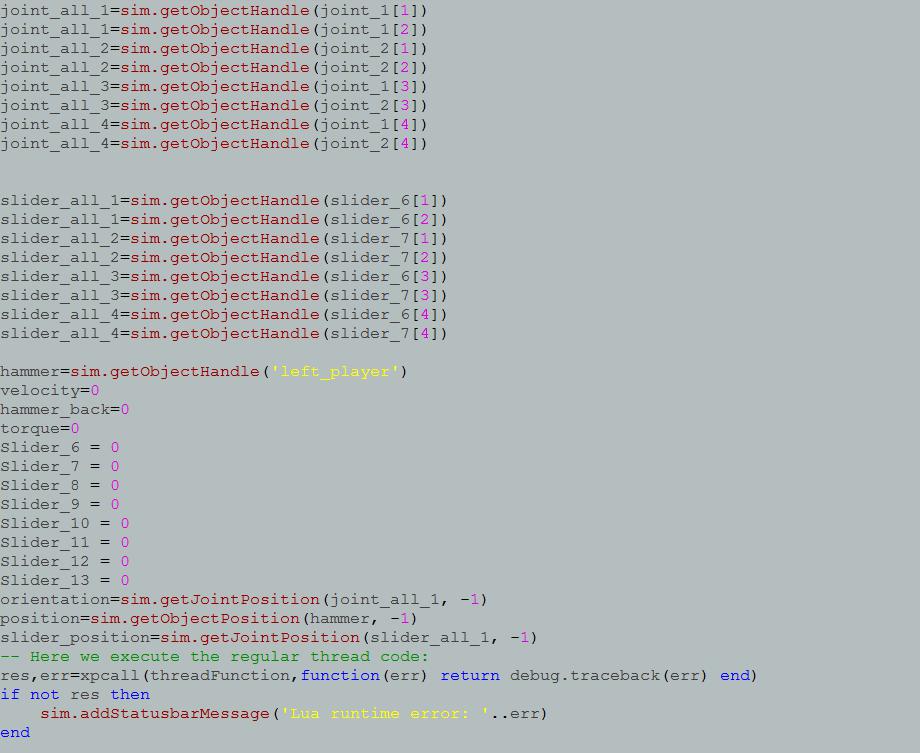 joint_all_1=sim.getObjectHandle(joint_1[1])
joint_all_1=sim.getObjectHandle(joint_1[2])
joint_all_2=sim.getObjectHandle(joint_2[1])
joint_all_2=sim.getObjectHandle(joint_2[2])
joint_all_3=sim.getObjectHandle(joint_1[3])
joint_all_3=sim.getObjectHandle(joint_2[3])
joint_all_4=sim.getObjectHandle(joint_1[4])
joint_all_4=sim.getObjectHandle(joint_2[4])
slider_all_1=sim.getObjectHandle(slider_6[1])
slider_all_1=sim.getObjectHandle(slider_6[2])
slider_all_2=sim.getObjectHandle(slider_7[1])
slider_all_2=sim.getObjectHandle(slider_7[2])
slider_all_3=sim.getObjectHandle(slider_6[3])
slider_all_3=sim.getObjectHandle(slider_7[3])
slider_all_4=sim.getObjectHandle(slider_6[4])
slider_all_4=sim.getObjectHandle(slider_7[4])
hammer=sim.getObjectHandle('left_player')
velocity=0
hammer_back=0
torque=0
Slider_6 = 0
Slider_7 = 0
Slider_8 = 0
Slider_9 = 0
Slider_10 = 0
Slider_11 = 0
Slider_12 = 0
Slider_13 = 0
orientation=sim.getJointPosition(joint_all_1, -1)
position=sim.getObjectPosition(hammer, -1)
slider_position=sim.getJointPosition(slider_all_1, -1)
-- Here we execute the regular thread code:
res,err=xpcall(threadFunction,function(err) return debug.traceback(err) end)
if not res then
    sim.addStatusbarMessage('Lua runtime error: '..err)
end